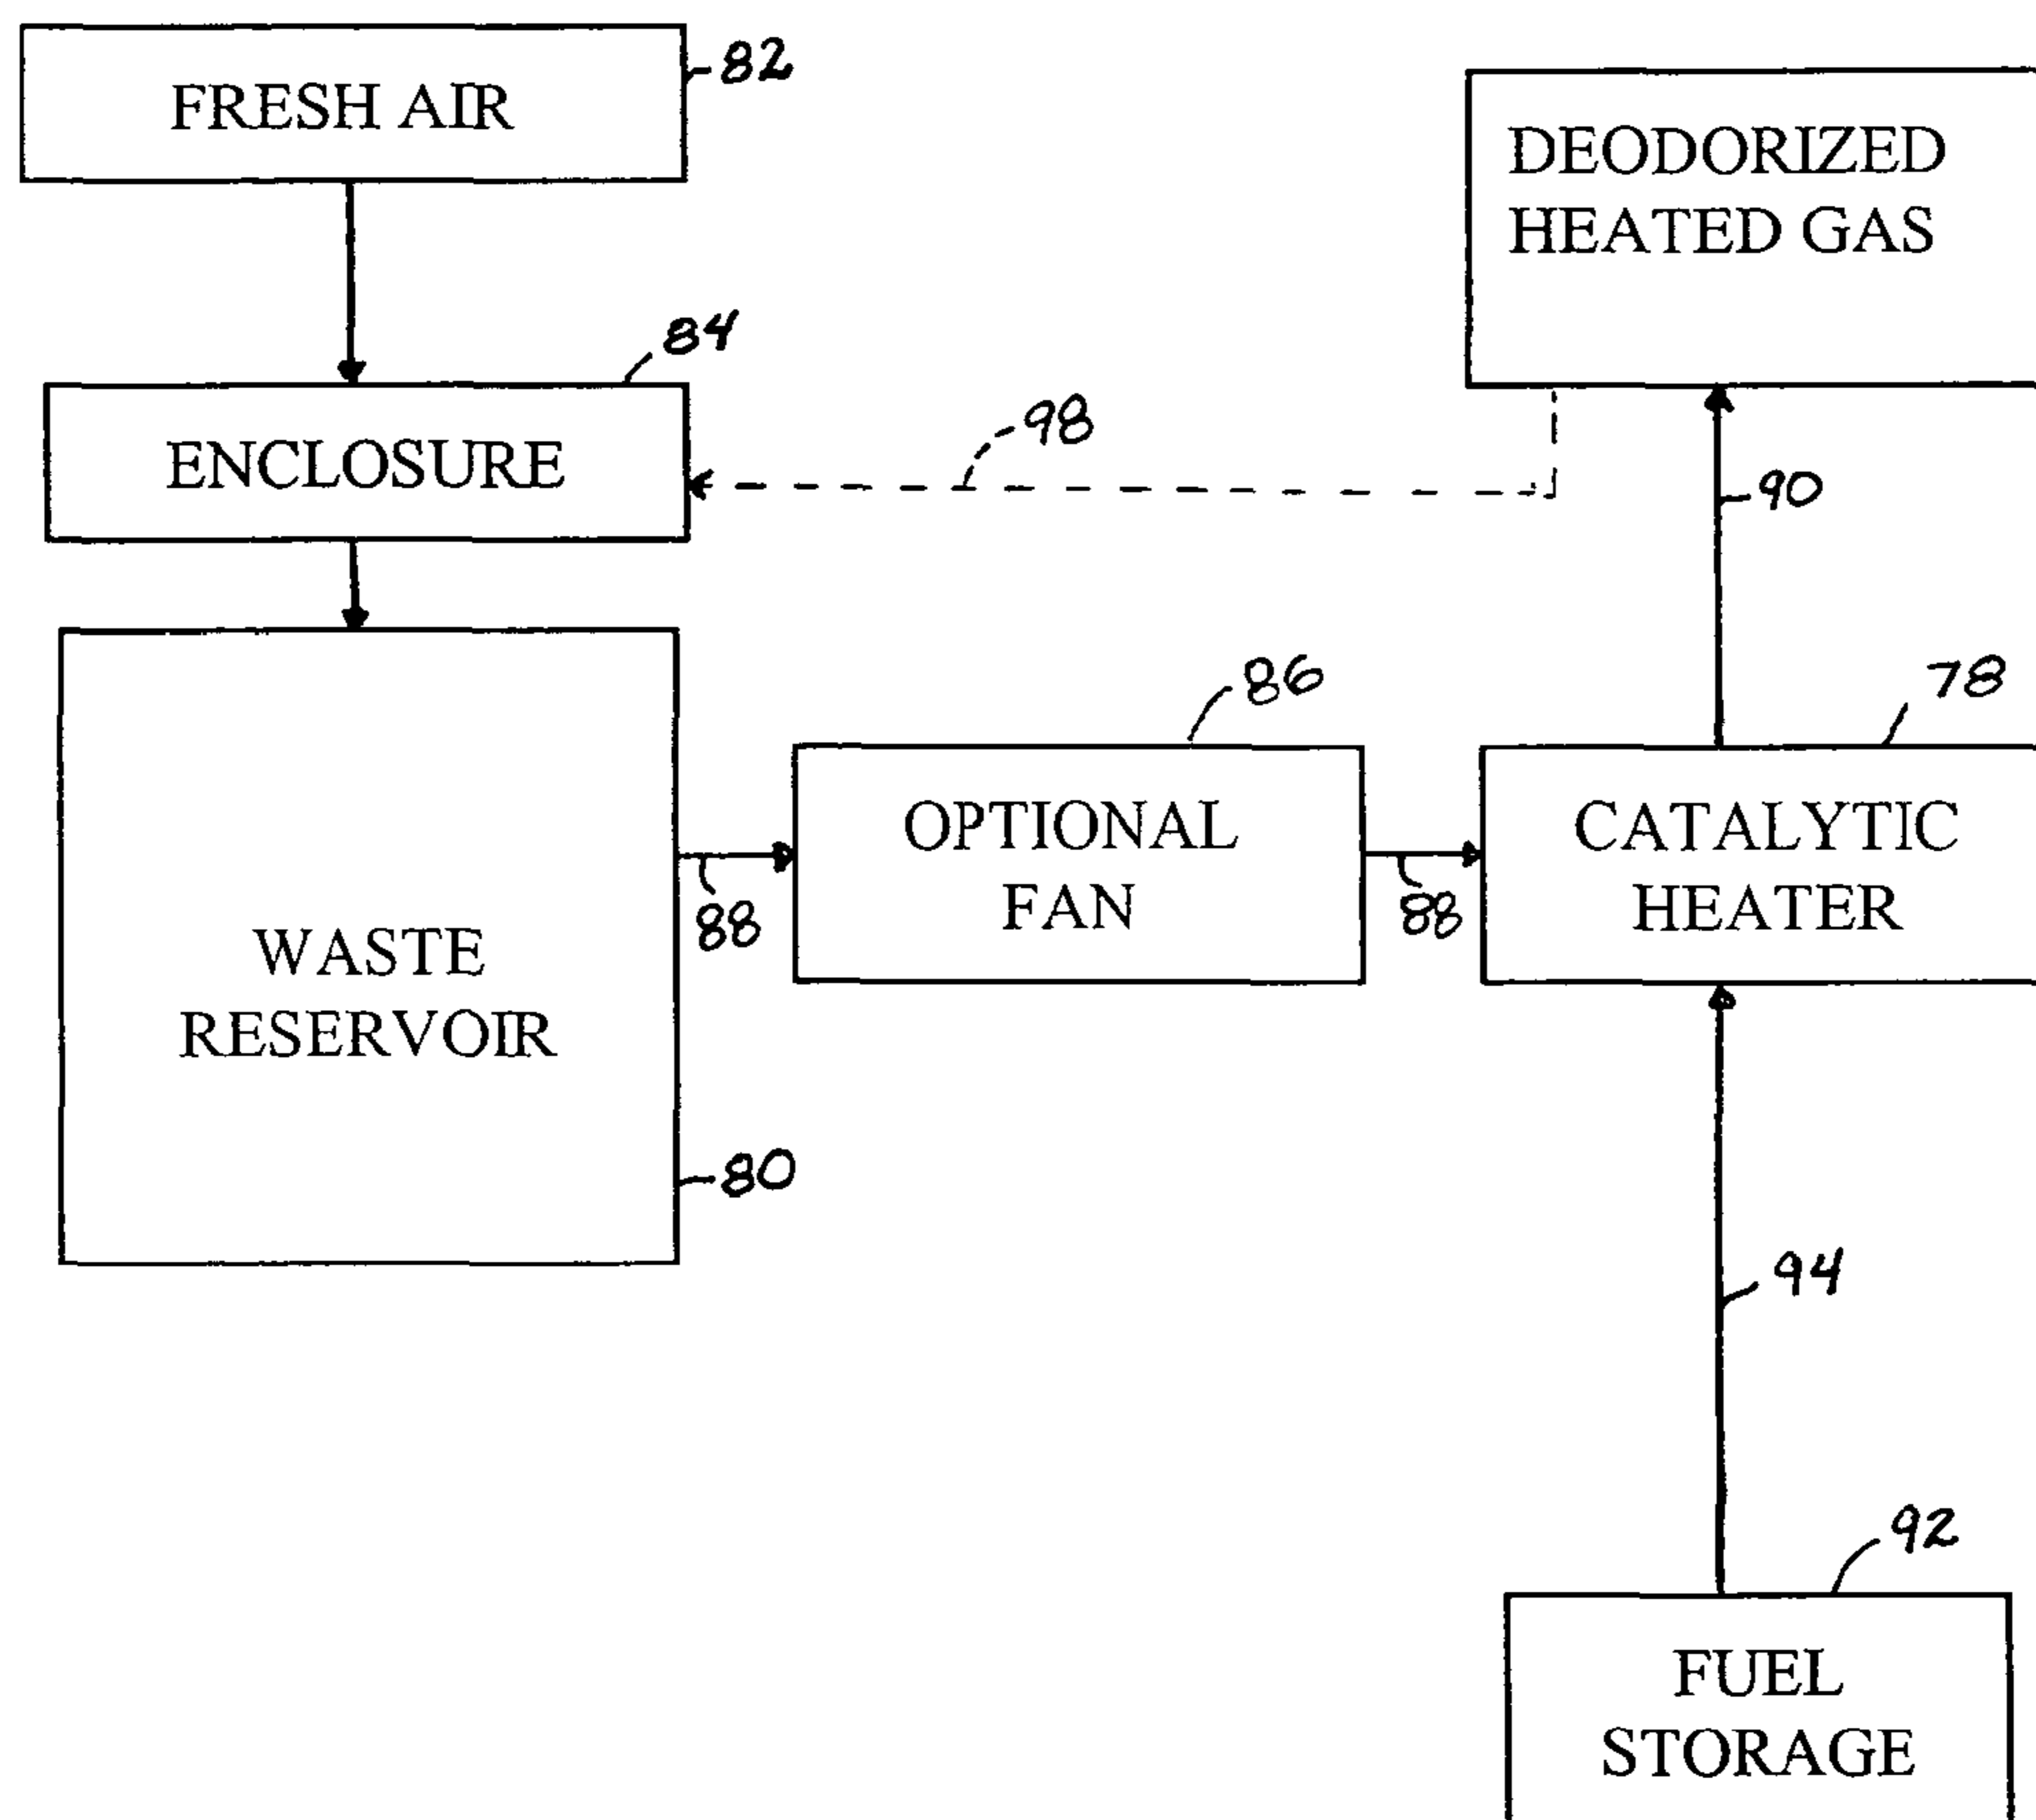 FRESH AIR
82
DEODORIZED
HEATED GAS
84
ENCLOSURE
98
90
86
78
OPTIONAL
FAN
CATALYTIC
HEATER
88
88
WASTE
RESERVOIR
80
94
92
FUEL
STORAGE